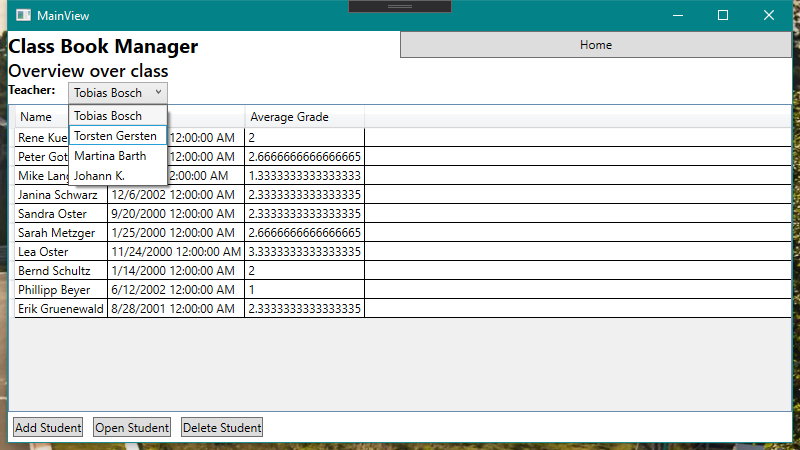 MainView
Class Book Manager
Home
Overview over class
Teacher: Tobias Bosch
Tobias Bosch
Torsten Gersten
Martina Barth
Johann K.
Name Average Grade
Rene Kue 12:00:00 AM 2
Peter Got 12:00:00 AM 2.6666666666666665
Mike Lang 2:00:00 AM 1.3333333333333333
Janina Schwarz 12/6/2002 12:00:00 AM 2.3333333333333335
Sandra Oster 9/20/2000 12:00:00 AM 2.3333333333333335
Sarah Metzger 1/25/2000 12:00:00 AM 2.6666666666666665
Lea Oster 11/24/2000 12:00:00 AM 3.3333333333333335
Bernd Schultz 1/14/2000 12:00:00 AM 2
Phillipp Beyer 6/12/2002 12:00:00 AM 1
Erik Gruenewald 8/28/2001 12:00:00 AM 2.3333333333333335
Add Student Open Student Delete Student